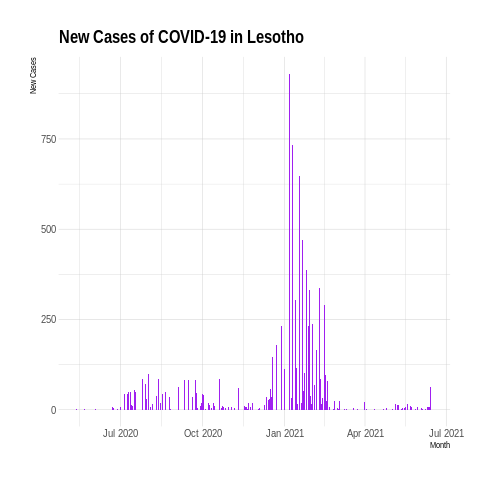 New Cases of COVID-19 in Lesotho
New Cases
750
500
250
0
Jul 2020
Oct 2020
Jan 2021
Apr 2021
Jul 2021
Month